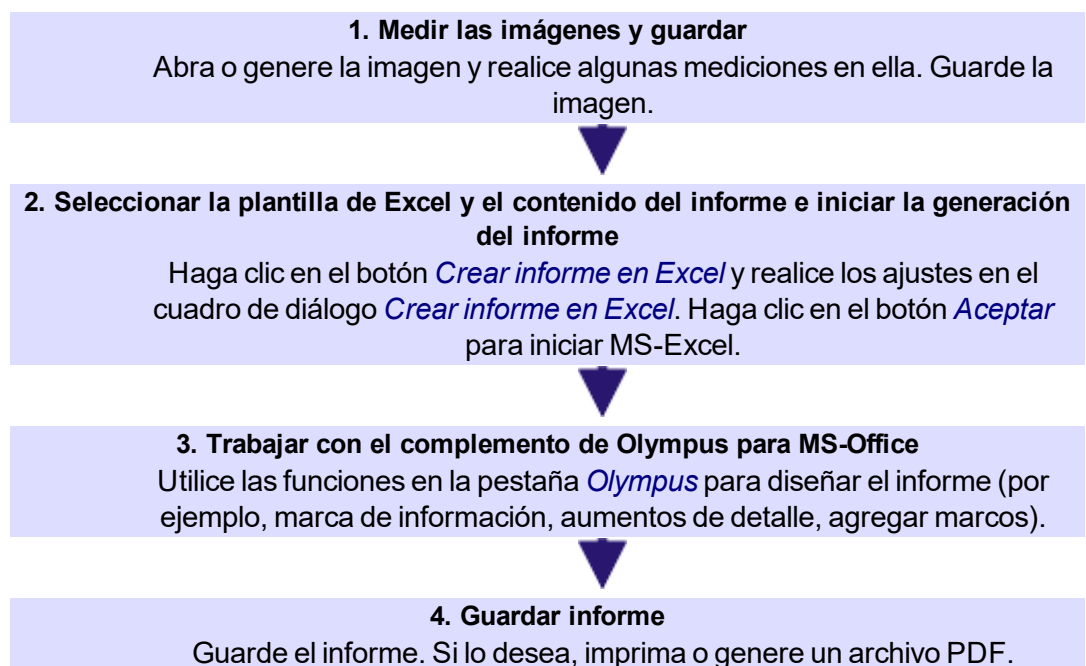 1. Medir las imágenes y guardar
Abra o genere la imagen y realice algunas mediciones en ella. Guarde la
imagen.
2. Seleccionar la plantilla de Excel y el contenido del informe e iniciar la generación
del informe
Haga clic en el botón Crear informe en Excel y realice los ajustes en el
cuadro de diálogo Crear informe en Excel. Haga clic en el botón Aceptar
para iniciar MS-Excel.
3. Trabajar con el complemento de Olympus para MS-Office
Utilice las funciones en la pestaña Olympus para diseñar el informe (por
ejemplo, marca de información, aumentos de detalle, agregar marcos).
4. Guardar informe
Guarde el informe. Si lo desea, imprima o genere un archivo PDF.